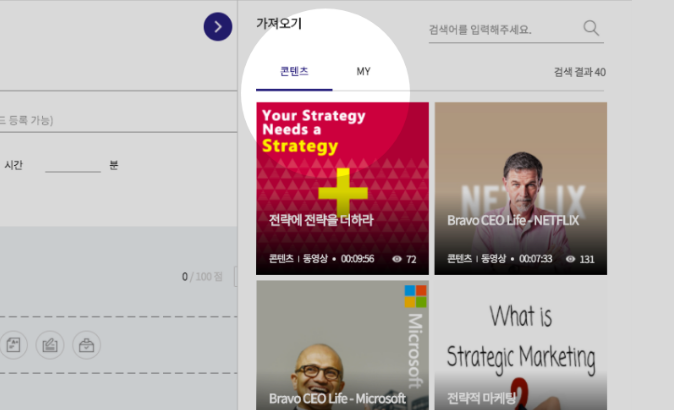 가져오기
검색어를 입력해주세요.
콘텐츠
MY
검색 결과 40
드 등록 가능)
시간
분
0 / 100 점
Your Strategy
Needs a
Strategy
전략에 전략을 더하라
콘텐츠 | 동영상 • 00:09:56
72
NETFLIX
Bravo CEO Life - NETFLIX
콘텐츠 | 동영상 • 00:07:33
131
Microsoft
Bravo CEO Life - Microsoft
What is
Strategic Marketing
?
전략적 마케팅